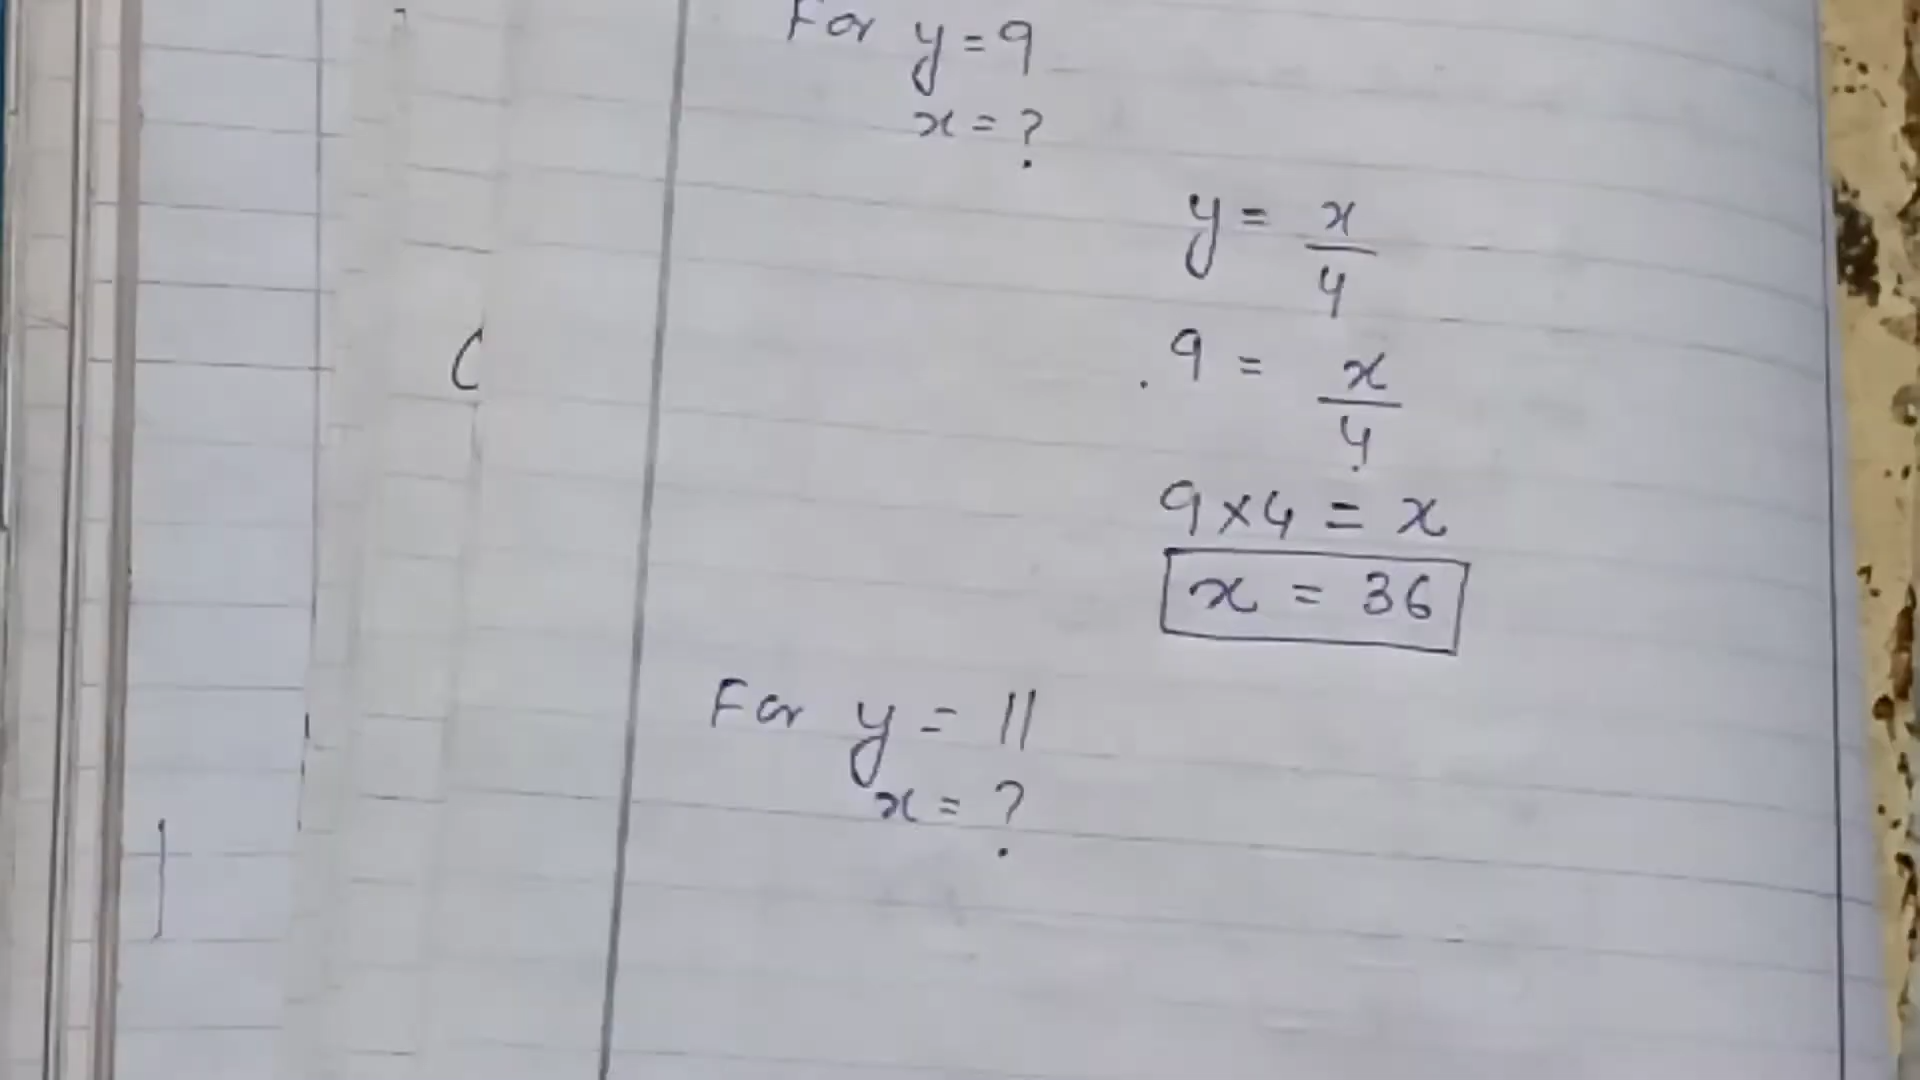 For y = 9
x = ?
y = x/4
9 = x/4
9 × 4 = x
x = 36
For y = 11
x = ?